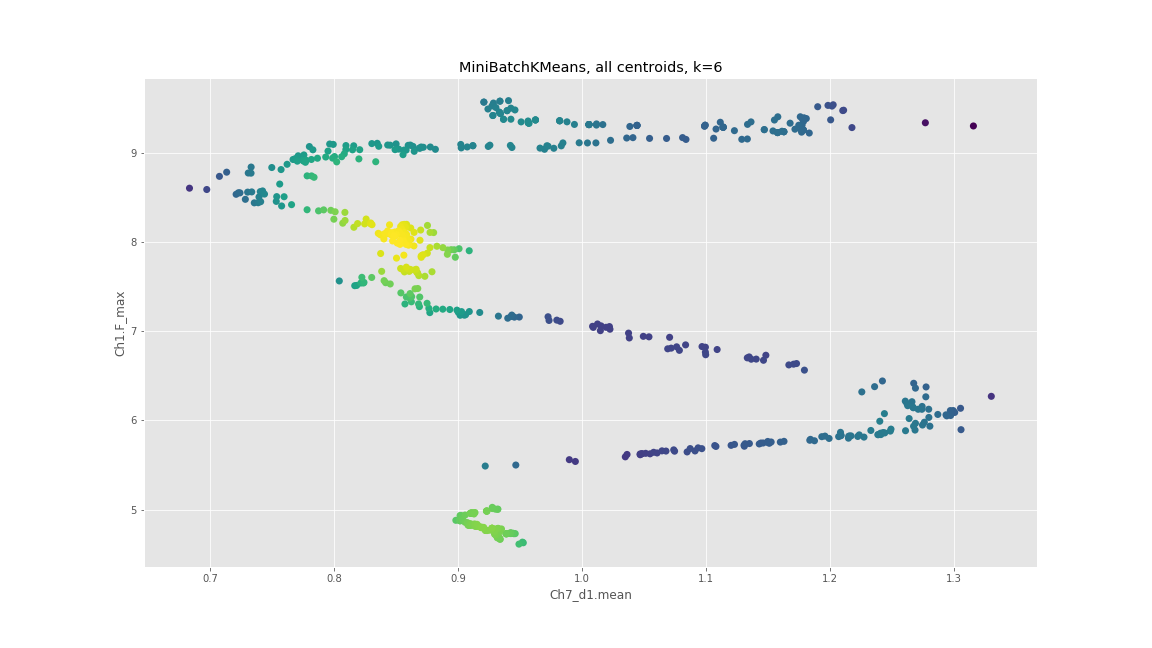 MiniBatchKMeans, all centroids, k=6
Ch1.F_max
9
8
7
6
5
0.7 0.8 0.9 1.0 1.1 1.2 1.3
Ch7_d1.mean